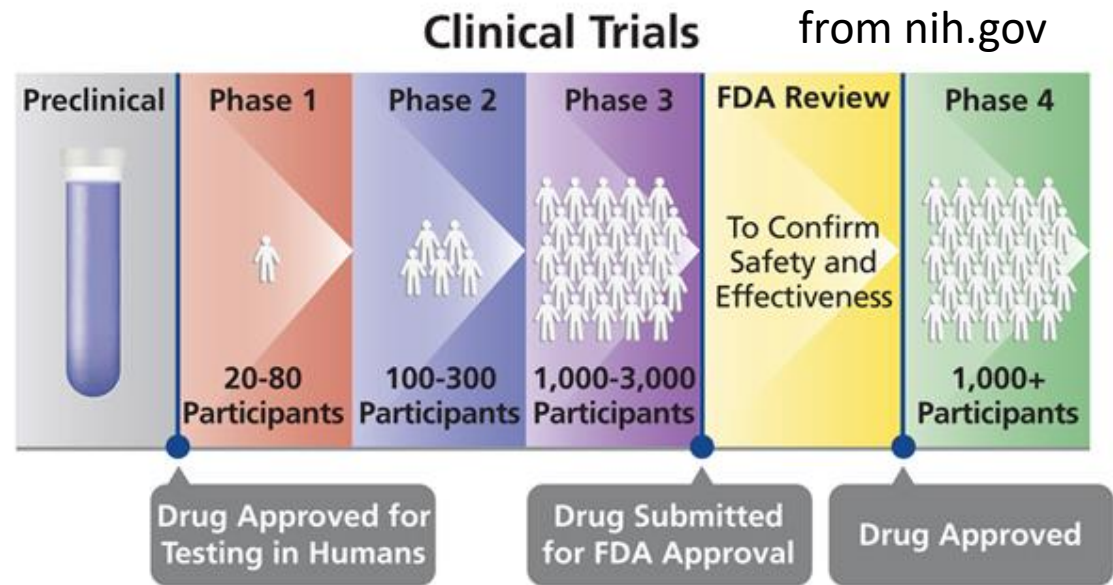 Clinical Trials
from nih.gov
Preclinical
Phase 1
Phase 2
Phase 3
FDA Review
Phase 4
To Confirm
Safety and
Effectiveness
20-80
Participants
100-300
Participants
1,000-3,000
Participants
1,000+
Participants
Drug Approved for
Testing in Humans
Drug Submitted
for FDA Approval
Drug Approved